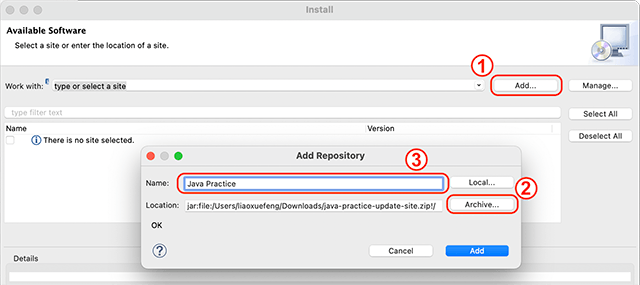 Install
Available Software
Select a site or enter the location of a site.
1
Work with: type or select a site Add... Manage...
type filter text Select All
Name Version
Deselect All
There is no site selected.
Add Repository
3
Name: Java Practice Local...
2
Location: jar:file:/Users/liaoxuefeng/Downloads/java-practice-update-site.zip!/ Archive...
OK
? Cancel Add
Details